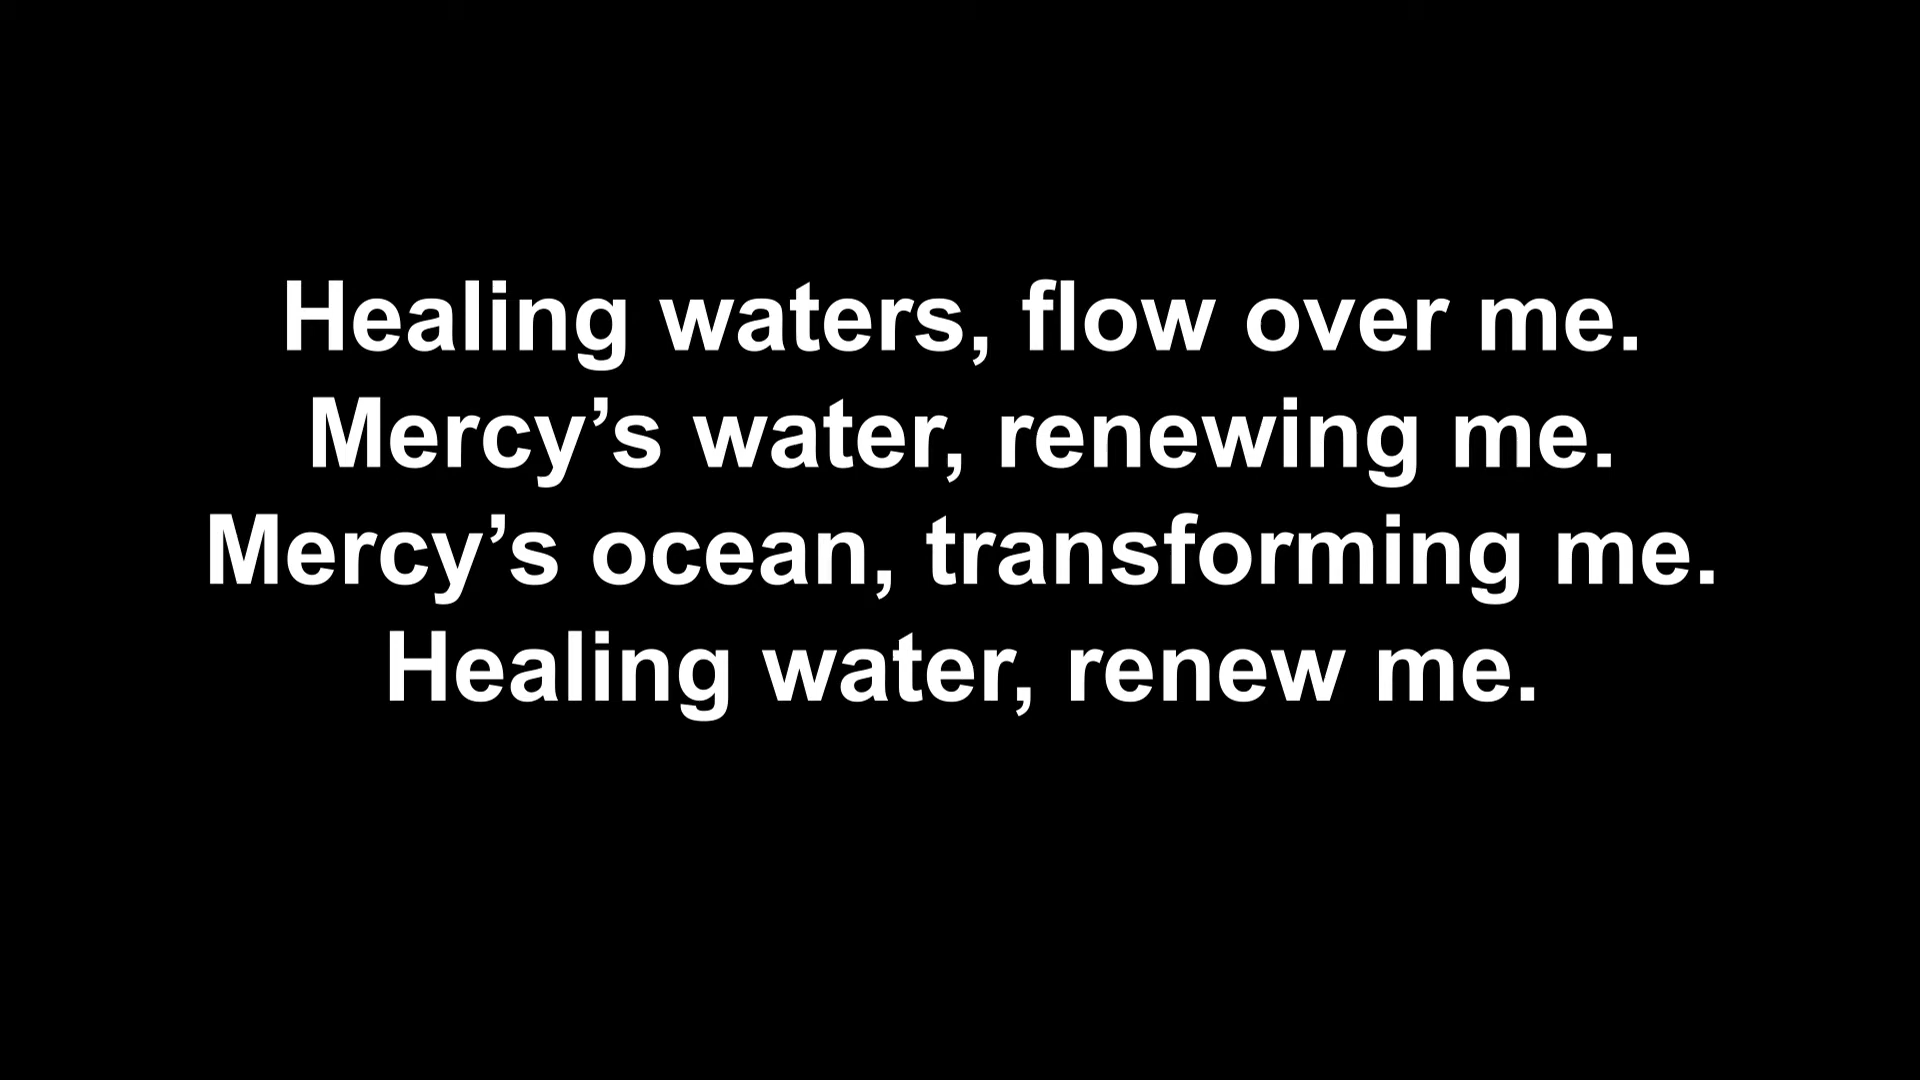 Healing waters, flow over me.
Mercy’s water, renewing me.
Mercy’s ocean, transforming me.
Healing water, renew me.